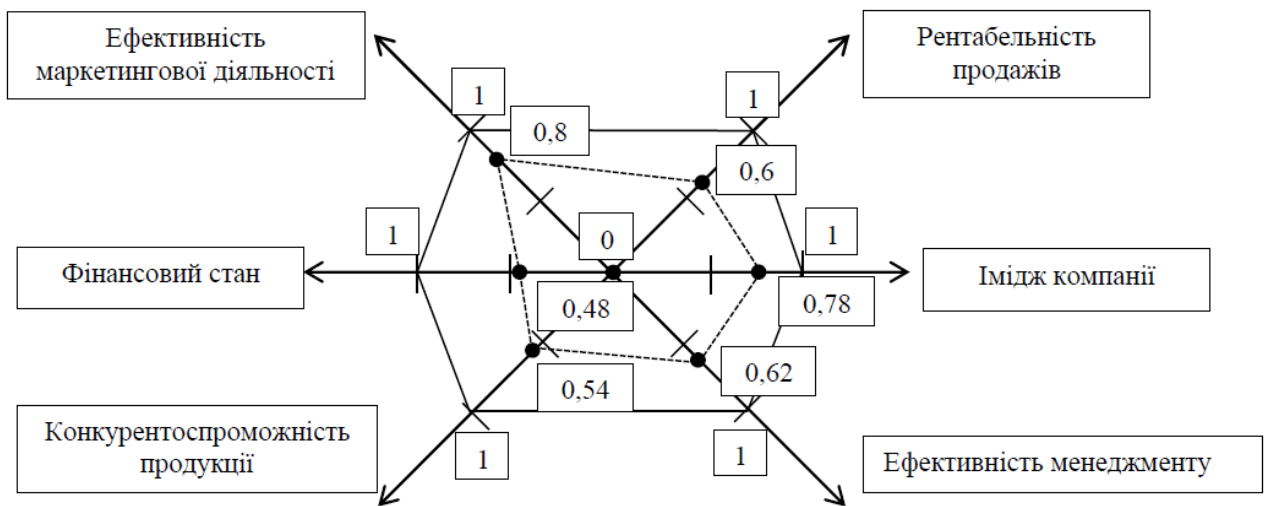 Ефективність
маркетингової діяльності
Рентабельність
продажів
1
1
0,8
0,6
1
0
1
Фінансовий стан
Імідж компанії
0,48
0,78
0,54
0,62
Конкурентоспроможність
продукції
1
1
Ефективність менеджменту